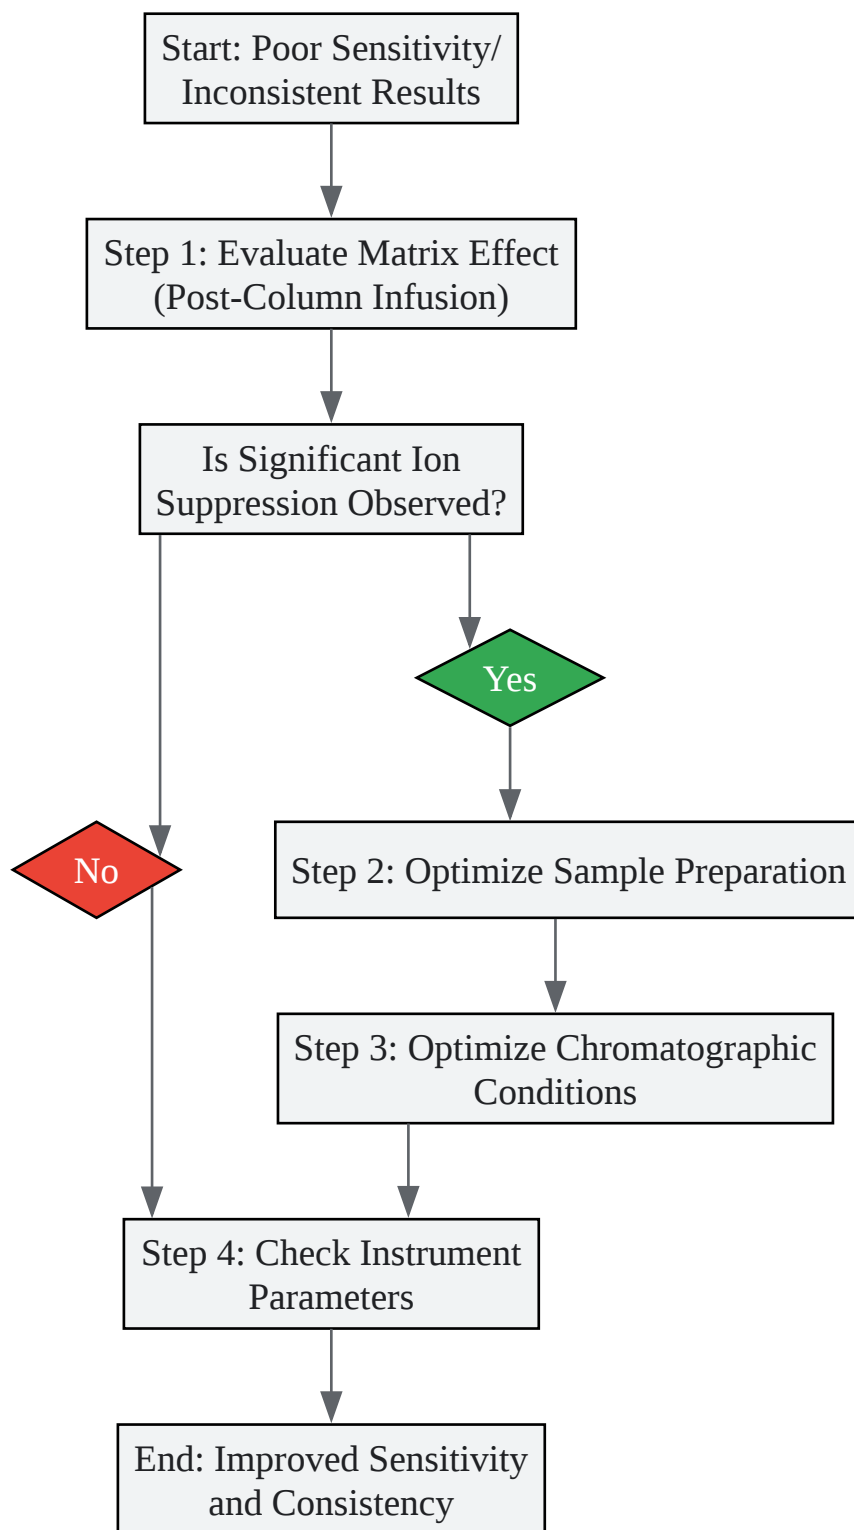 Start: Poor Sensitivity/
Inconsistent Results
Step 1: Evaluate Matrix Effect
(Post-Column Infusion)
Is Significant Ion
Suppression Observed?
Yes
No
Step 2: Optimize Sample Preparation
Step 3: Optimize Chromatographic
Conditions
Step 4: Check Instrument
Parameters
End: Improved Sensitivity
and Consistency